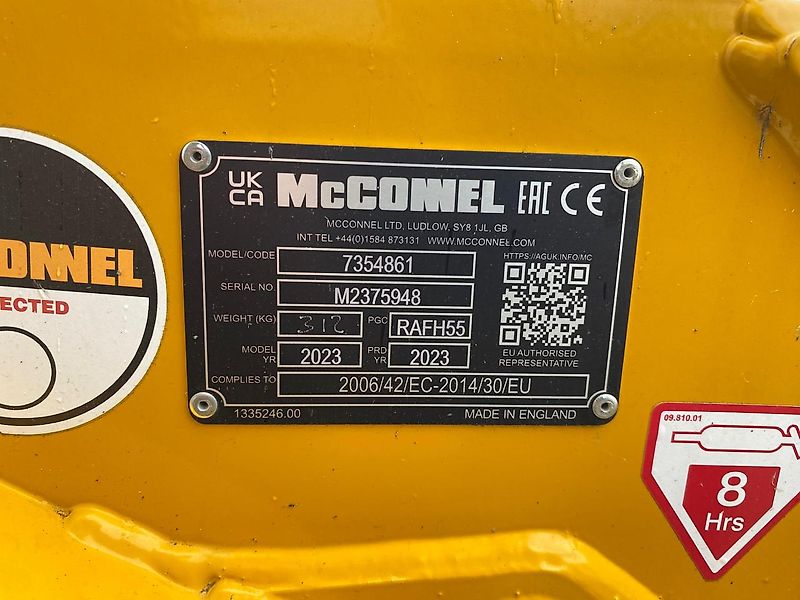 UK
CA
McCONNEL
EAC CE
MCCONNEL LTD, LUDLOW, SY8 1JL, GB
INT TEL +44(0)1584 873131 WWW.MCCONNEL.COM
MODEL/CODE 7354861
HTTPS://AGUK.INFO/MC
SERIAL NO. M2375948
WEIGHT (KG) 312 PGC RAFH55
MODEL YR 2023 PRD YR 2023
EU AUTHORISED
REPRESENTATIVE
COMPLIES TO 2006/42/EC-2014/30/EU
1335246.00 MADE IN ENGLAND
ONNEL
ECTED
09.810.01
8
Hrs